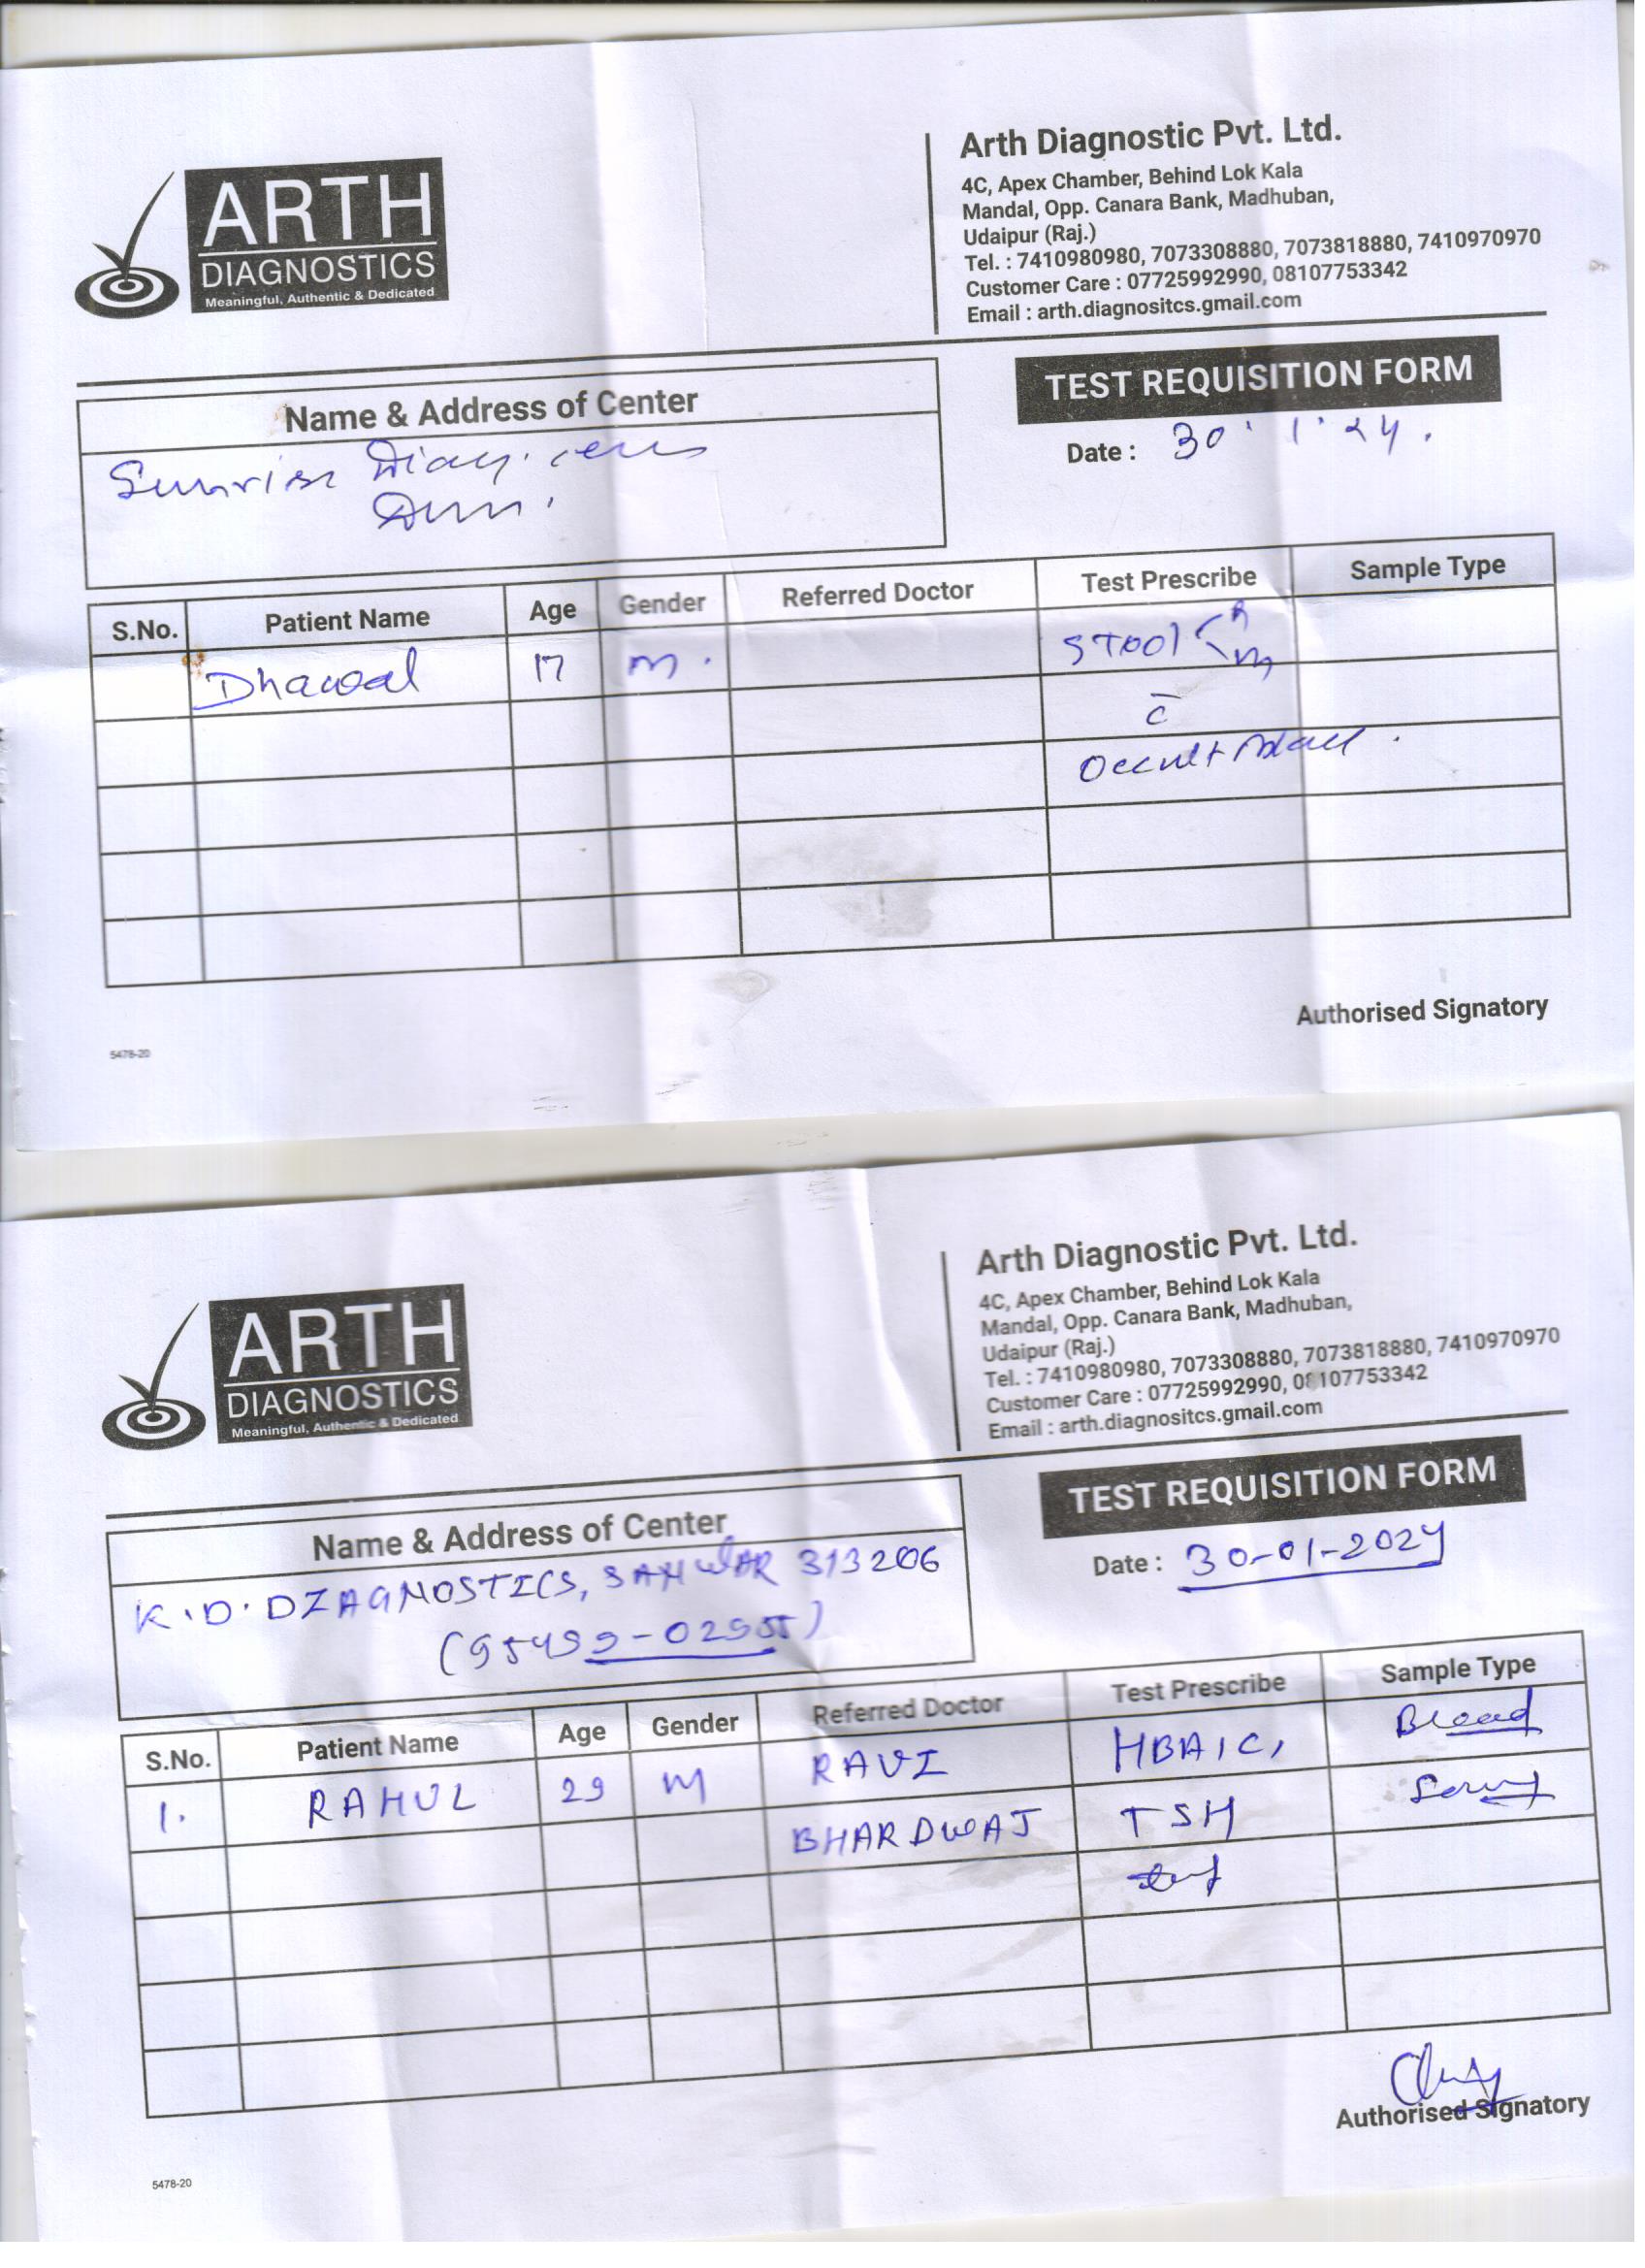 ARTH
DIAGNOSTICS
Meaningful, Authentic & Dedicated
Arth Diagnostic Pvt. Ltd.
4C, Apex Chamber, Behind Lok Kala
Mandal, Opp. Canara Bank, Madhuban,
Udaipur (Raj.)
Tel. : 7410980980, 7073308880, 7073818880, 7410970970
Customer Care : 07725992990, 08107753342
Email : arth.diagnositcs.gmail.com
TEST REQUISITION FORM
Date : 30.1.24.
Name & Address of Center
Sunrise Diag.
S.No. Patient Name Age Gender Referred Doctor Test Prescribe Sample Type
Dhawal 17 m. STOOl R
m
c̄
Occult
Authorised Signatory
5478-20
ARTH
DIAGNOSTICS
Meaningful, Authentic & Dedicated
Arth Diagnostic Pvt. Ltd.
4C, Apex Chamber, Behind Lok Kala
Mandal, Opp. Canara Bank, Madhuban,
Udaipur (Raj.)
Tel. : 7410980980, 7073308880, 7073818880, 7410970970
Customer Care : 07725992990, 08107753342
Email : arth.diagnositcs.gmail.com
TEST REQUISITION FORM
Date : 30-01-2024
Name & Address of Center
K.D. DIAGNOSTICS, SANWAR 313206
S.No. Patient Name Age Gender Referred Doctor Test Prescribe Sample Type
1. RAHUL 29 M RAVI HBA1C, Blood
BHARDWAJ TSH
Authorised Signatory
5478-20